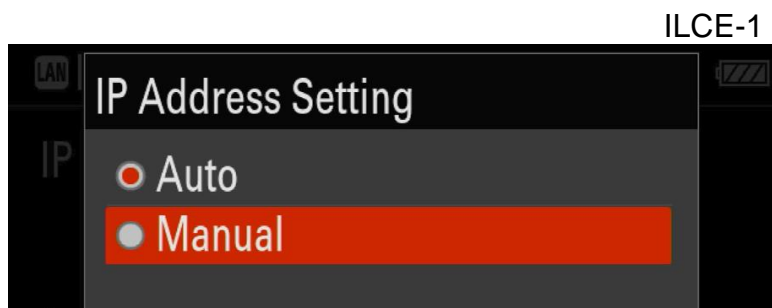 ILCE-1
LAN
IP Address Setting
IP
Auto
Manual